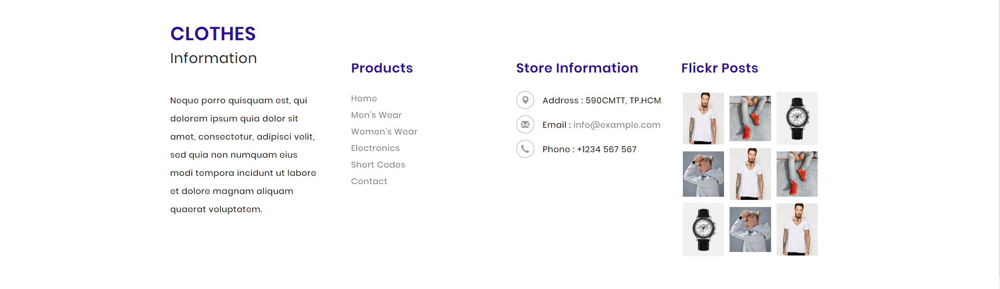 CLOTHES
Information
Neque porro quisquam est, qui
dolorem ipsum quia dolor sit
amet, consectetur, adipisci velit,
sed quia non numquam eius
modi tempora incidunt ut labore
et dolore magnam aliquam
quaerat voluptatem.
Products
Home
Men's Wear
Women's Wear
Electronics
Short Codes
Contact
Store Information
Address : 590CMTT, TP.HCM
Email : info@example.com
Phone : +1234 567 567
Flickr Posts